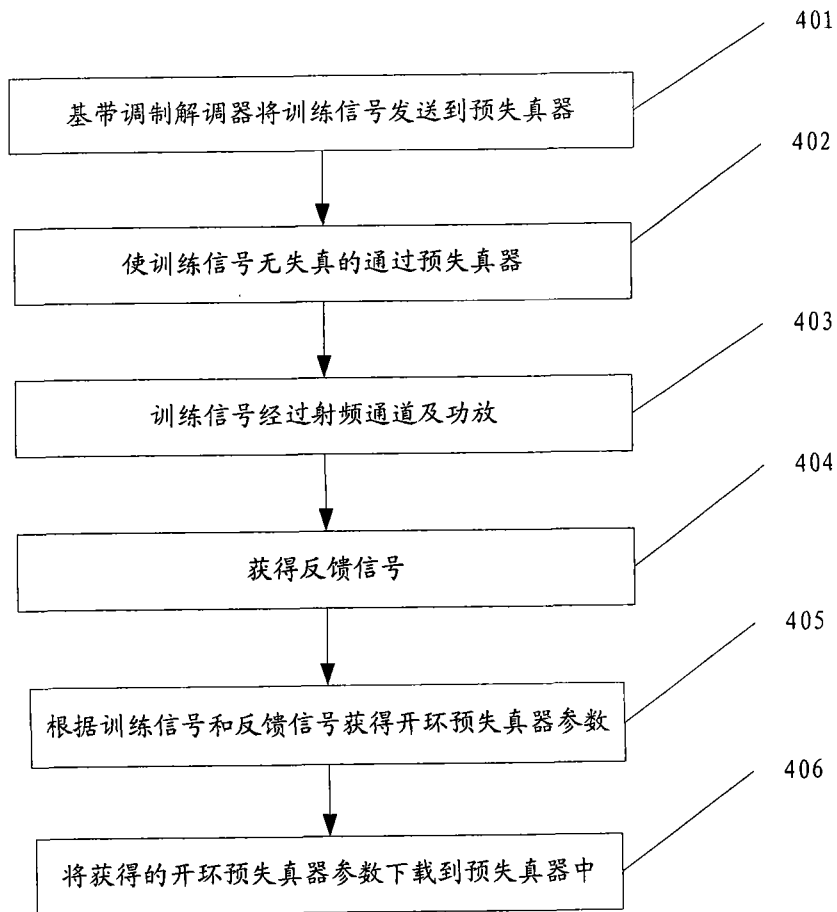 401
基带调制解调器将训练信号发送到预失真器
402
使训练信号无失真的通过预失真器
403
训练信号经过射频通道及功放
404
获得反馈信号
405
根据训练信号和反馈信号获得开环预失真器参数
406
将获得的开环预失真器参数下载到预失真器中